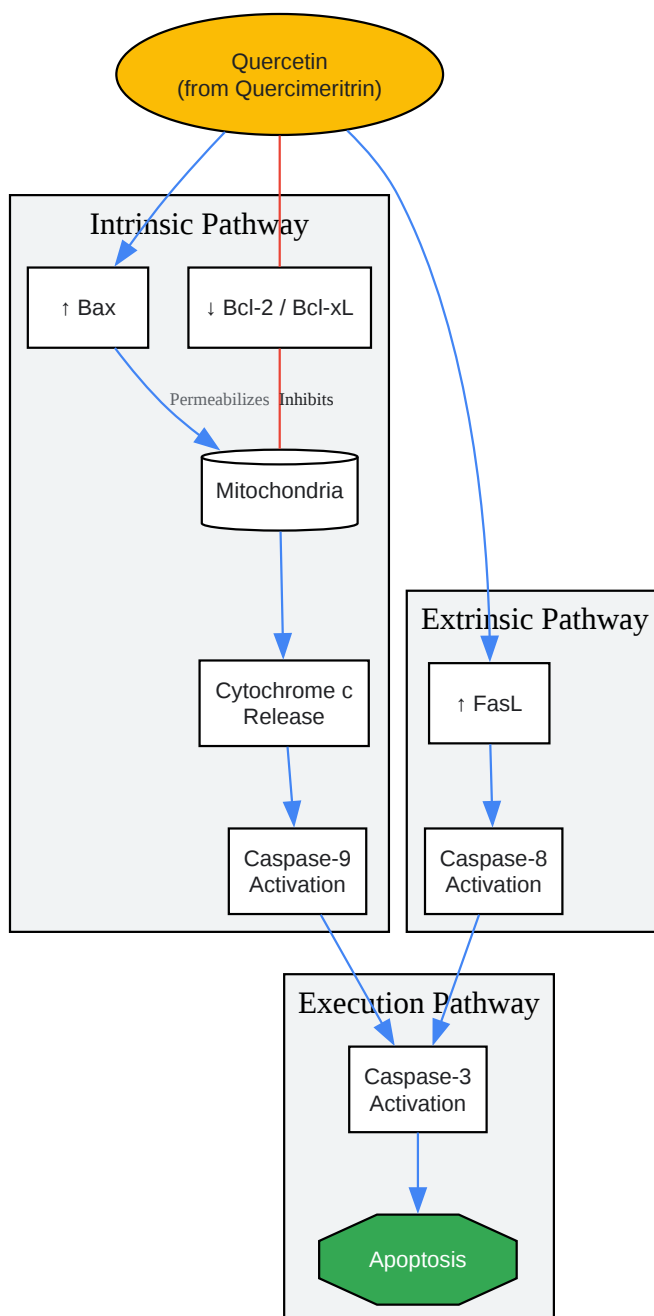 Quercetin
(from Quercimeritrin)
Intrinsic Pathway
↑ Bax
↓ Bcl-2 / Bcl-xL
Permeabilizes
Inhibits
Mitochondria
Cytochrome c
Release
Caspase-9
Activation
Extrinsic Pathway
↑ FasL
Caspase-8
Activation
Execution Pathway
Caspase-3
Activation
Apoptosis